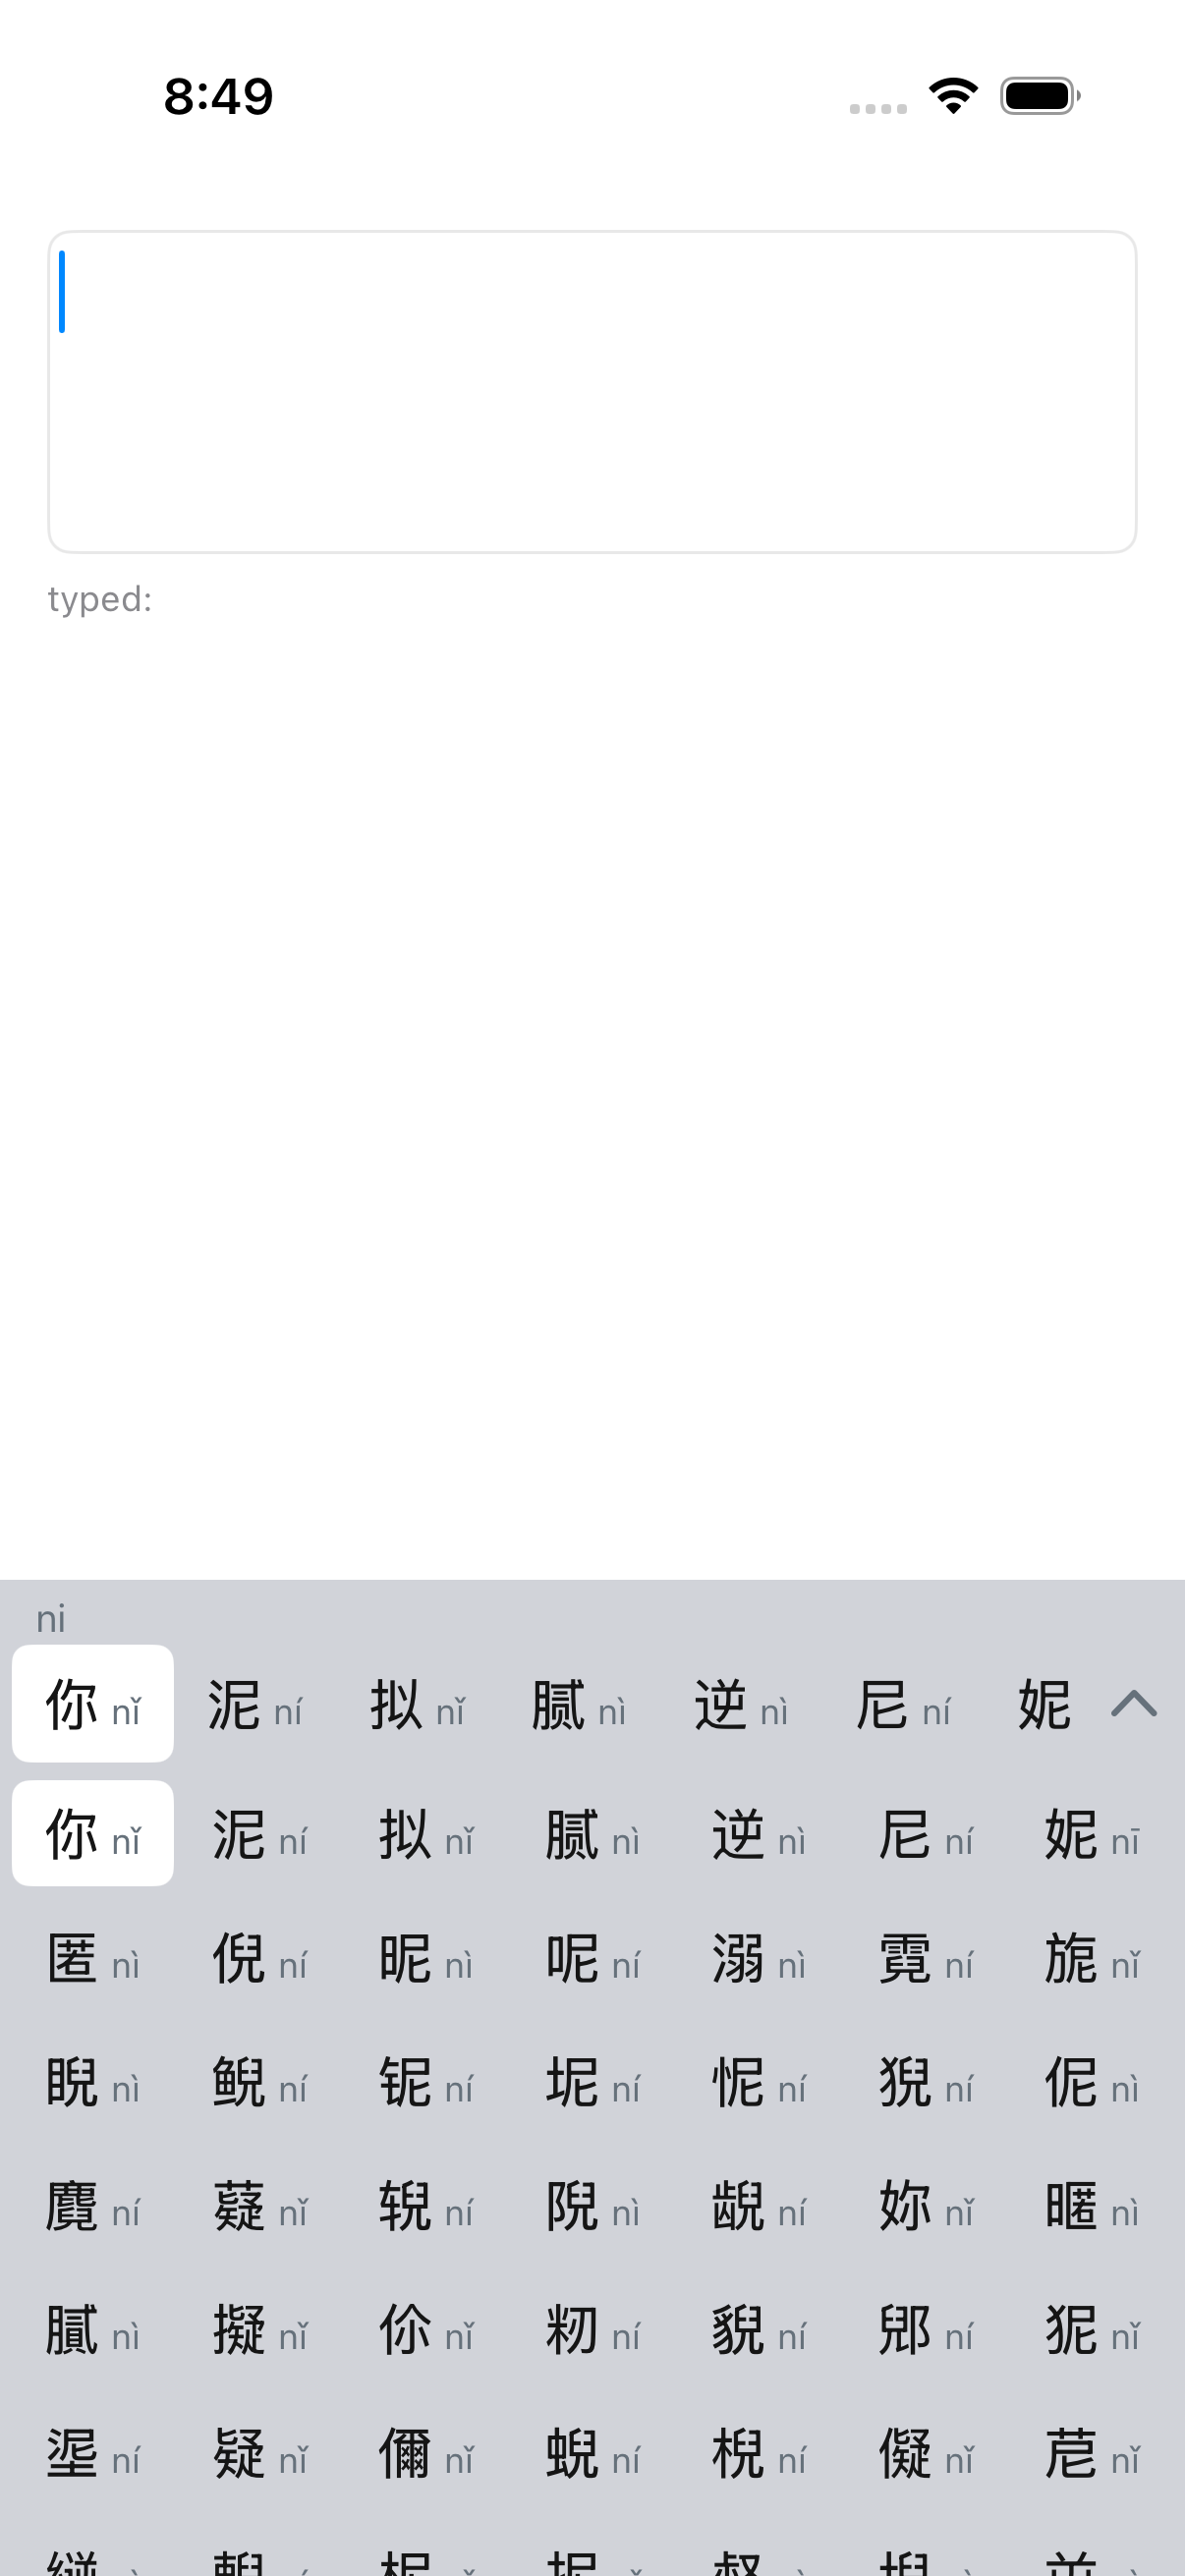 8:49
typed:
ni
你 nǐ 泥 ní 拟 nǐ 腻 nì 逆 nì 尼 ní 妮
你 nǐ 泥 ní 拟 nǐ 腻 nì 逆 nì 尼 ní 妮 nī
匿 nì 倪 ní 昵 nì 呢 ní 溺 nì 霓 ní 旎 nǐ
睨 nì 鲵 ní 铌 ní 坭 ní 怩 ní 猊 ní 伲 nì
麑 ní 薿 nǐ 𫐐 ní 陧 nì 齯 ní 妳 nǐ 暱 nì
膩 nì 擬 nǐ 伱 nǐ 籾 ní 貎 ní 郳 ní 狔 nǐ
埿 ní 疑 nǐ 儞 nǐ 蜺 ní 棿 ní 儗 nǐ 苨 nǐ